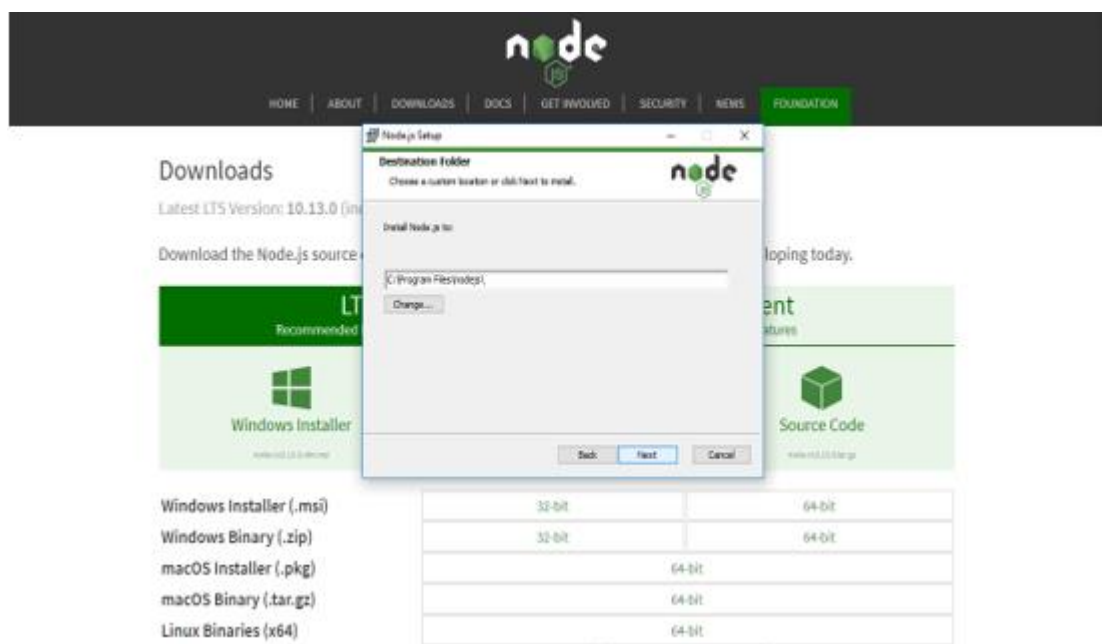 node
JS
HOME | ABOUT | DOWNLOADS | DOCS | GET INVOLVED | SECURITY | NEWS FOUNDATION
Node.js Setup
Destination Folder
Choose a custom location or click Next to install.
node
JS
Install Node.js to:
C:\Program Files\nodejs\
Change...
Back Next Cancel
Downloads
Latest LTS Version: 10.13.0
Download the Node.js source
loping today.
LT
Recommended
ent
atures
Windows Installer
Source Code
Windows Installer (.msi) 32-bit 64-bit
Windows Binary (.zip) 32-bit 64-bit
macOS Installer (.pkg) 64-bit
macOS Binary (.tar.gz) 64-bit
Linux Binaries (x64) 64-bit